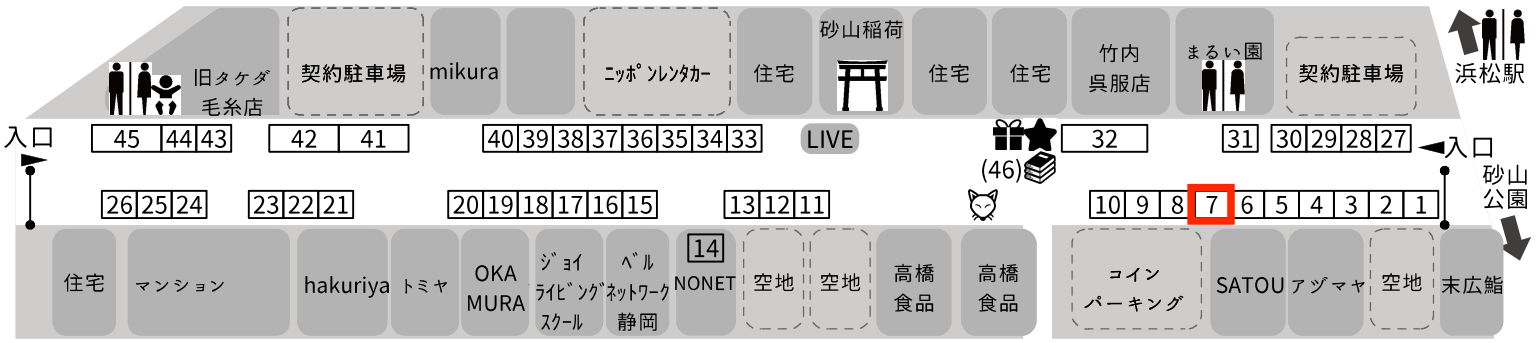 砂山稲荷
旧タケダ
毛糸店
契約駐車場
mikura
ニッポンレンタカー
住宅
住宅
住宅
竹内
呉服店
まるい園
契約駐車場
浜松駅
入口
45 44 43
42 41
40 39 38 37 36 35 34 33
LIVE
(46)
32
31
30 29 28 27
入口
砂山
公園
26 25 24
23 22 21
20 19 18 17 16 15
13 12 11
10 9 8 7 6 5 4 3 2 1
住宅
マンション
hakuriya
トミヤ
OKA
MURA
ジョイ
ライビング
スクール
ベル
ネットワーク
静岡
14
NONET
空地
空地
高橋
食品
高橋
食品
コイン
パーキング
SATOU
アヅマヤ
空地
末広鮨